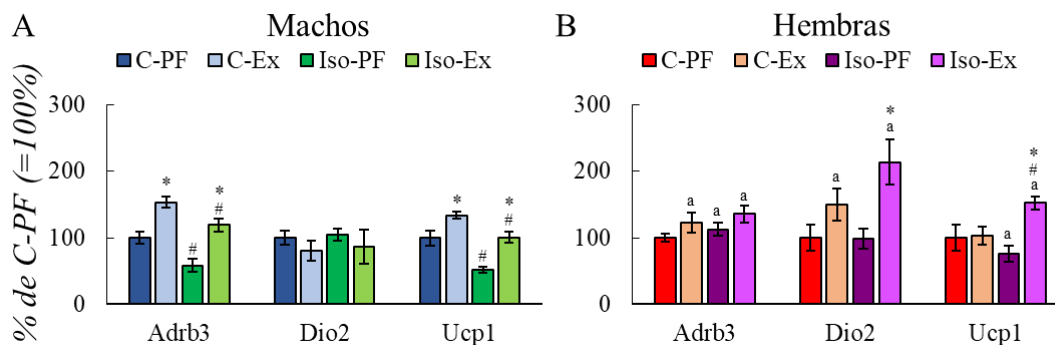 A
Machos
C-PF C-Ex Iso-PF Iso-Ex
% de C-PF (=100%)
300
200
100
0
* # * # * # * #
Adrb3 Dio2 Ucp1
B
Hembras
C-PF C-Ex Iso-PF Iso-Ex
300
200
100
0
a a a a * a a * # a
Adrb3 Dio2 Ucp1